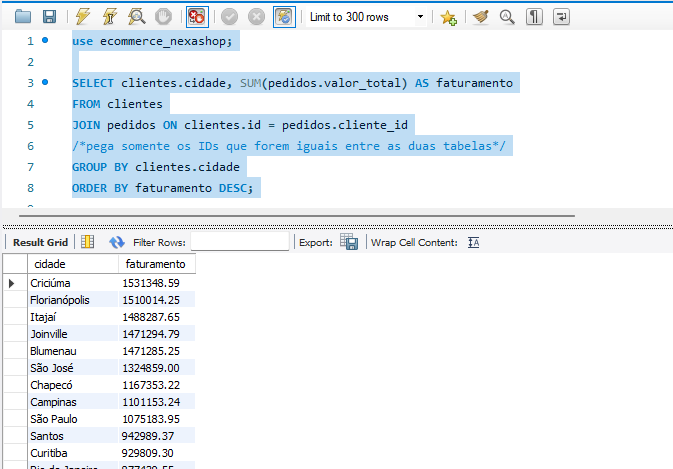 Limit to 300 rows
1 use ecommerce_nexashop;
2
3 SELECT clientes.cidade, SUM(pedidos.valor_total) AS faturamento
4 FROM clientes
5 JOIN pedidos ON clientes.id = pedidos.cliente_id
6 /*pega somente os IDs que forem iguais entre as duas tabelas*/
7 GROUP BY clientes.cidade
8 ORDER BY faturamento DESC;
Result Grid Filter Rows: Export: Wrap Cell Content:
cidade faturamento
Criciúma 1531348.59
Florianópolis 1510014.25
Itajaí 1488287.65
Joinville 1471294.79
Blumenau 1471285.25
São José 1324859.00
Chapecó 1167353.22
Campinas 1101153.24
São Paulo 1075183.95
Santos 942989.37
Curitiba 929809.30